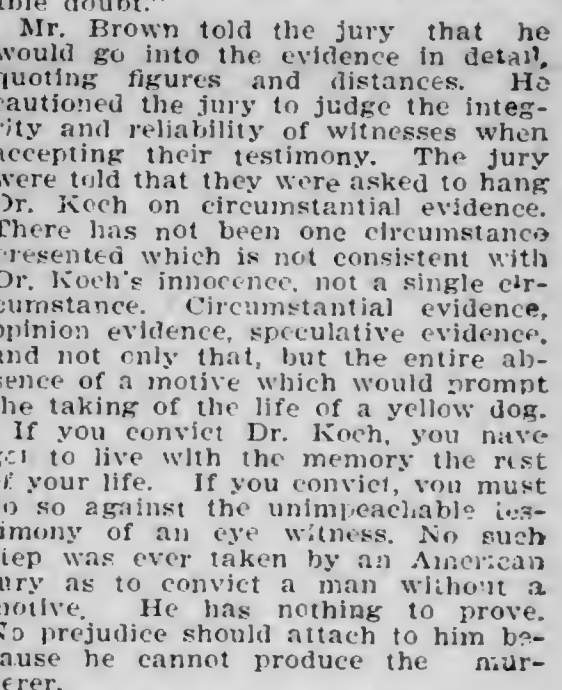 able doubt."
Mr. Brown told the jury that he
would go into the evidence in detail,
quoting figures and distances. He
cautioned the jury to judge the integ-
rity and reliability of witnesses when
accepting their testimony. The jury
were told that they were asked to hang
Dr. Koch on circumstantial evidence.
There has not been one circumstance
presented which is not consistent with
Dr. Koch's innocence, not a single cir-
cumstance. Circumstantial evidence,
opinion evidence, speculative evidence,
and not only that, but the entire ab-
sence of a motive which would prompt
the taking of the life of a yellow dog.
If you convict Dr. Koch, you have
got to live with the memory the rest
of your life. If you convict, you must
do so against the unimpeachable tes-
timony of an eye witness. No such
step was ever taken by an American
jury as to convict a man without a
motive. He has nothing to prove.
No prejudice should attach to him be-
cause he cannot produce the mur-
derer.